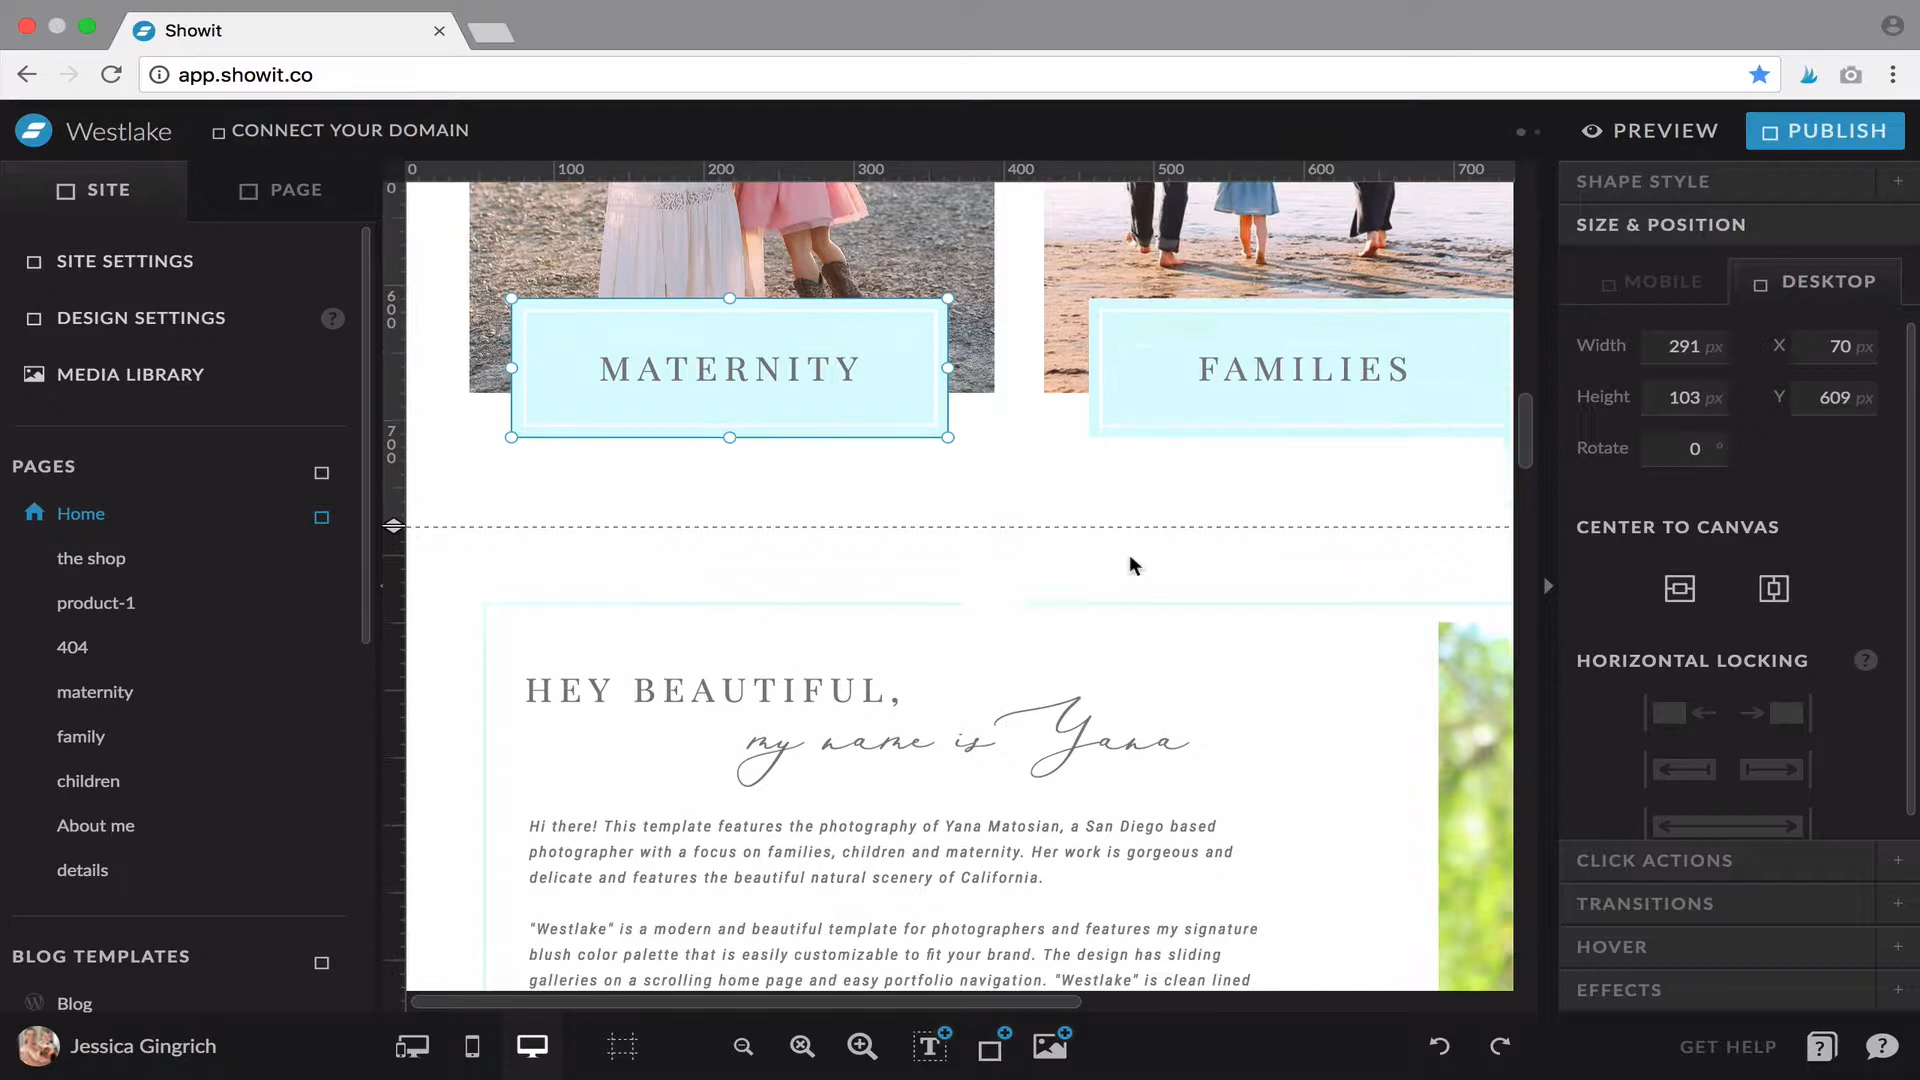 Showit
app.showit.co
Westlake
CONNECT YOUR DOMAIN
PREVIEW
PUBLISH
SITE
PAGE
0 100 200 300 400 500 600 700
SHAPE STYLE +
SIZE & POSITION
0
SITE SETTINGS
DESIGN SETTINGS ?
MEDIA LIBRARY
MOBILE
DESKTOP
600
Width 291 px X 70 px
MATERNITY
FAMILIES
Height 103 px Y 609 px
700
Rotate 0 °
PAGES
Home
the shop
product-1
404
maternity
family
children
About me
details
CENTER TO CANVAS
HORIZONTAL LOCKING ?
HEY BEAUTIFUL,
my name is Yana
Hi there! This template features the photography of Yana Matosian, a San Diego based
photographer with a focus on families, children and maternity. Her work is gorgeous and
delicate and features the beautiful natural scenery of California.
"Westlake" is a modern and beautiful template for photographers and features my signature
blush color palette that is easily customizable to fit your brand. The design has sliding
galleries on a scrolling home page and easy portfolio navigation. "Westlake" is clean lined
CLICK ACTIONS +
TRANSITIONS +
HOVER +
EFFECTS +
BLOG TEMPLATES
Blog
Jessica Gingrich
T
GET HELP
?
?